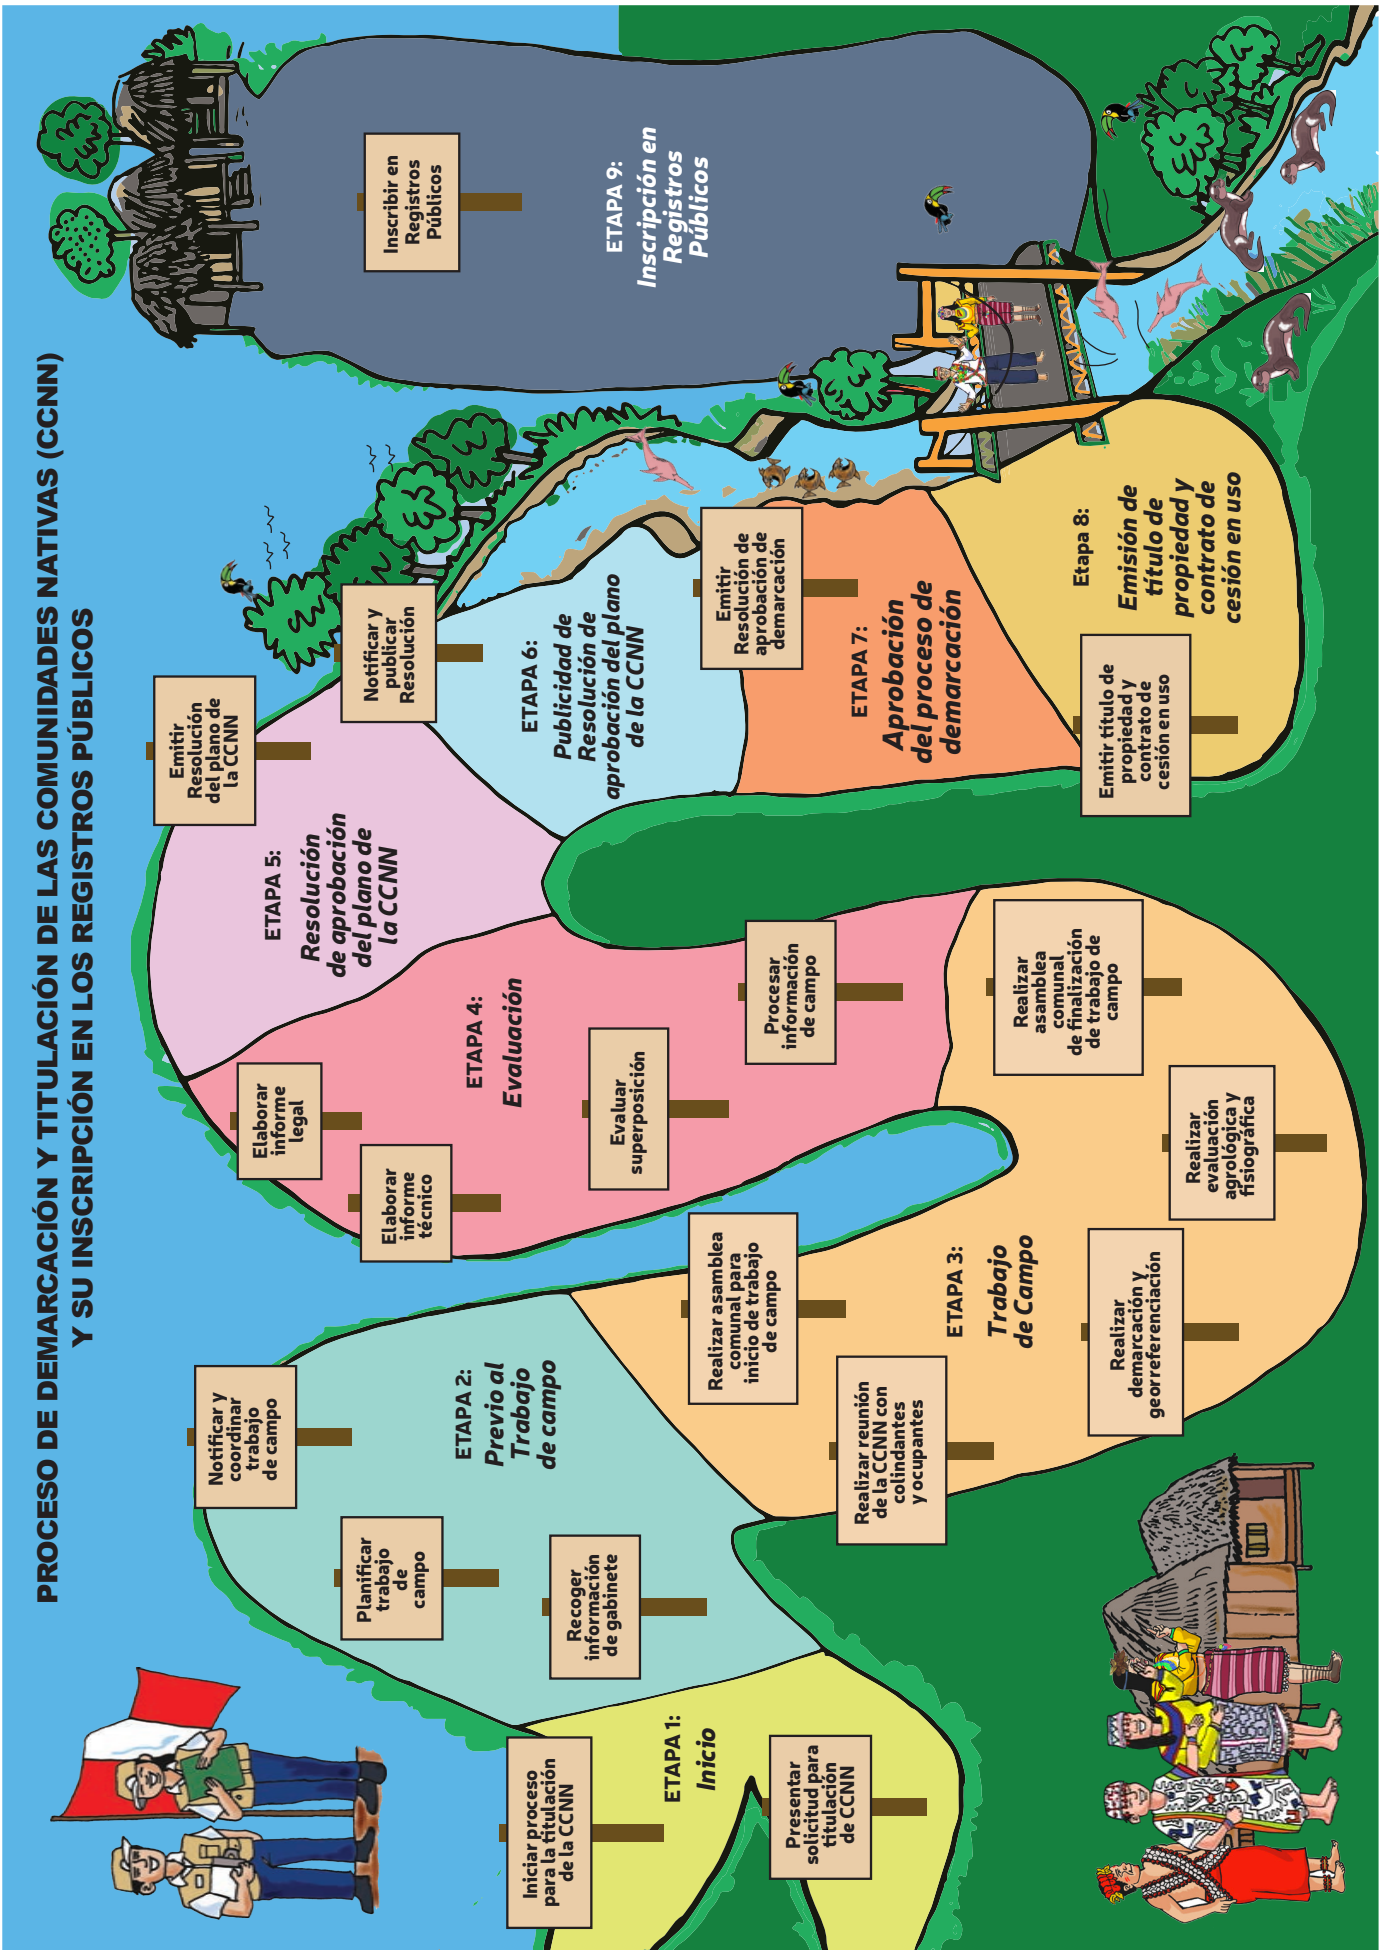 PROCESO DE DEMARCACIÓN Y TITULACIÓN DE LAS COMUNIDADES NATIVAS (CCNN)
Y SU INSCRIPCIÓN EN LOS REGISTROS PÚBLICOS
ETAPA 1:
Inicio
Presentar
solicitud para
titulación
de CCNN
Iniciar proceso
para la titulación
de la CCNN
ETAPA 2:
Previo al
Trabajo
de campo
Recoger
información
de gabinete
Planificar
trabajo
de
campo
Notificar y
coordinar
trabajo
de campo
ETAPA 3:
Trabajo
de Campo
Realizar asamblea
comunal para
inicio de trabajo
de campo
Realizar reunión
de la CCNN con
colindantes
y ocupantes
Realizar
demarcación y
georreferenciación
Realizar
evaluación
agrológica y
fisiográfica
Realizar
asamblea
comunal
de finalización
de trabajo de
campo
ETAPA 4:
Evaluación
Procesar
información
de campo
Evaluar
superposición
Elaborar
informe
técnico
Elaborar
informe
legal
ETAPA 5:
Resolución
de aprobación
del plano de
la CCNN
Emitir
Resolución
del plano de
la CCNN
ETAPA 6:
Publicidad de
Resolución de
aprobación del plano
de la CCNN
Notificar y
publicar
Resolución
ETAPA 7:
Aprobación
del proceso de
demarcación
Emitir
Resolución de
aprobación de
demarcación
Etapa 8:
Emisión de
título de
propiedad y
contrato de
cesión en uso
Emitir título de
propiedad y
contrato de
cesión en uso
ETAPA 9:
Inscripción en
Registros
Públicos
Inscribir en
Registros
Públicos